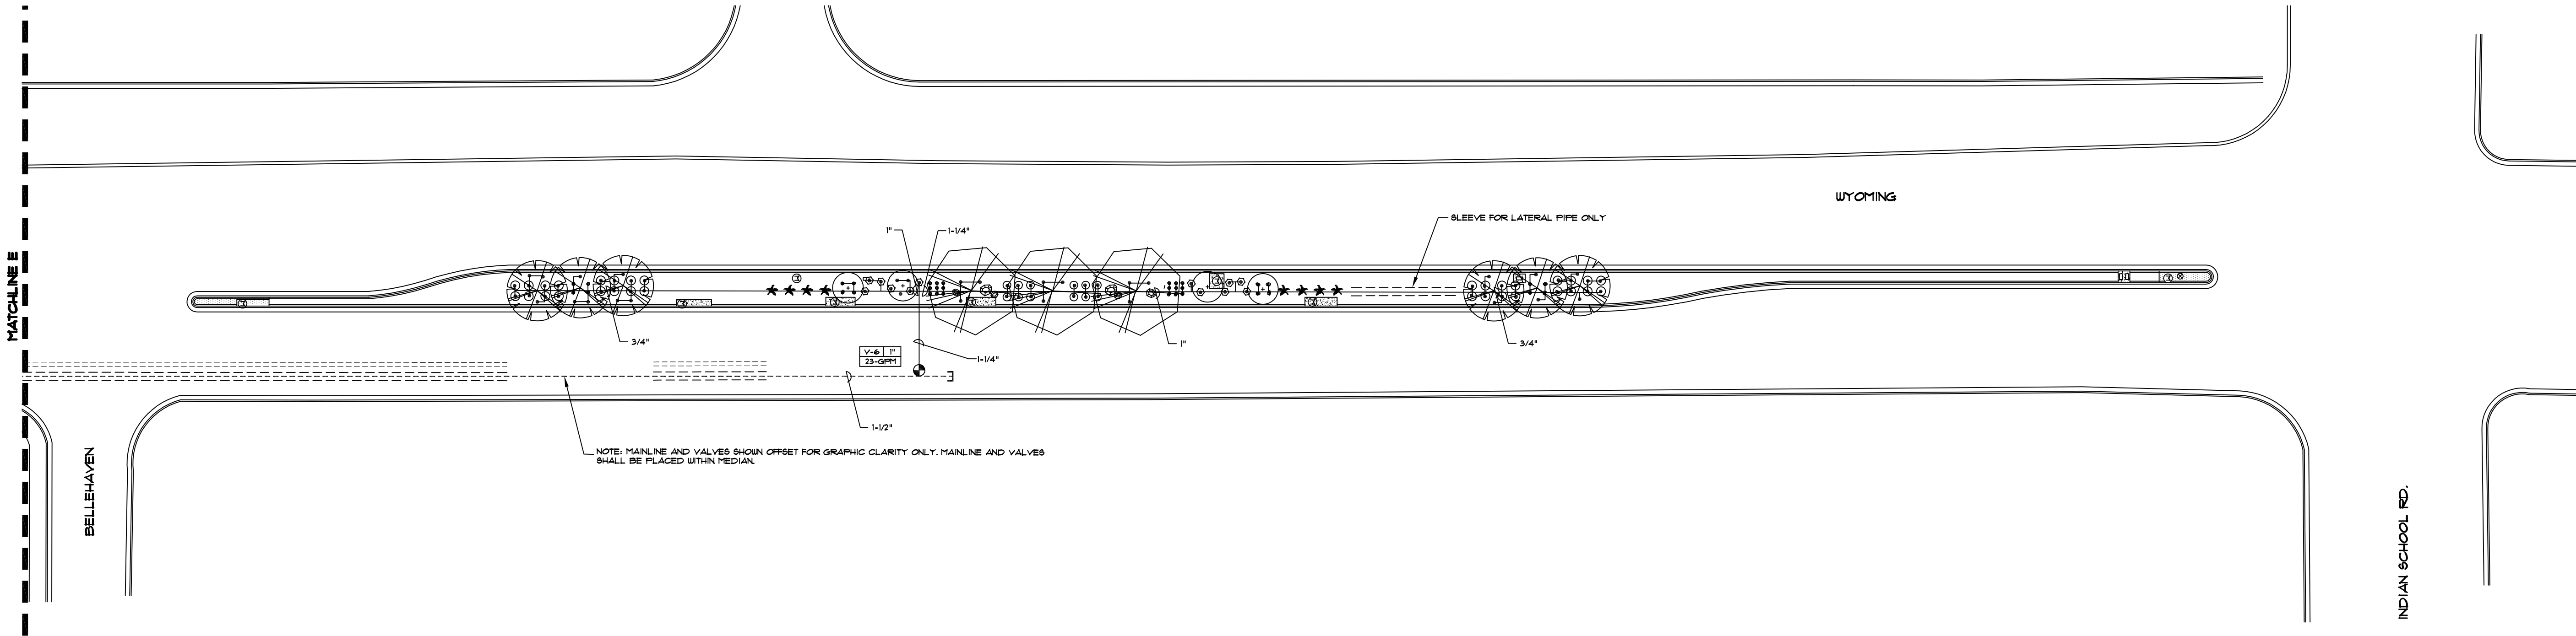 WYOMING
SLEEVE FOR LATERAL PIPE ONLY
1"
1-1/4"
MATCHLINE E
3/4"
1"
3/4"
V-6 1"
23-GPM
1-1/4"
1-1/2"
NOTE: MAINLINE AND VALVES SHOWN OFFSET FOR GRAPHIC CLARITY ONLY. MAINLINE AND VALVES
SHALL BE PLACED WITHIN MEDIAN.
BELLEHAVEN
INDIAN SCHOOL RD.